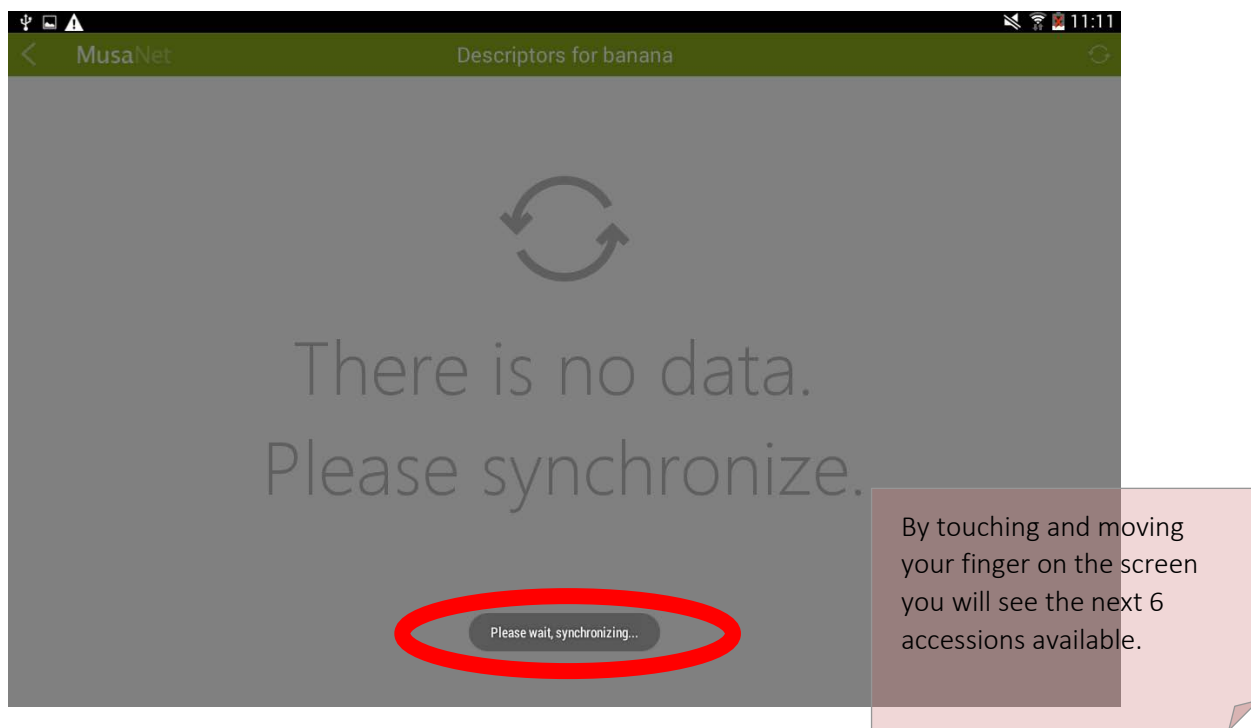 11:11
MusaNet
Descriptors for banana
There is no data.
Please synchronize.
Please wait, synchronizing...
By touching and moving
your finger on the screen
you will see the next 6
accessions available.